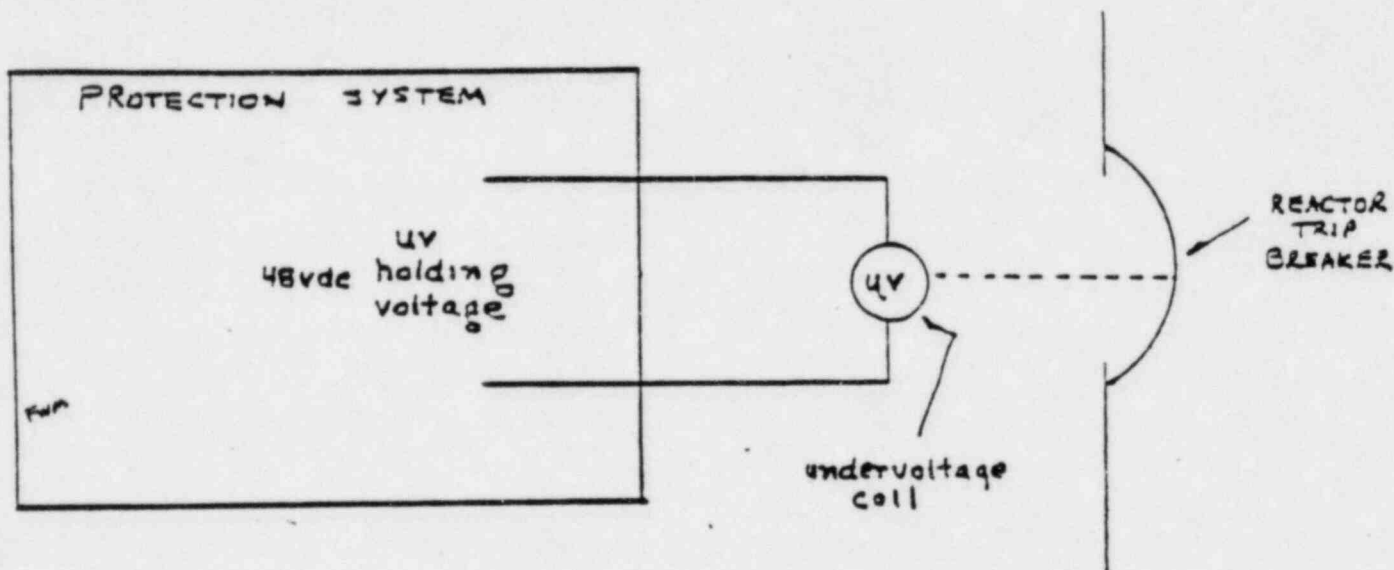 PROTECTION SYSTEM
UV
48vdc holding
voltage
UV
REACTOR
TRIP
BREAKER
undervoltage
coil